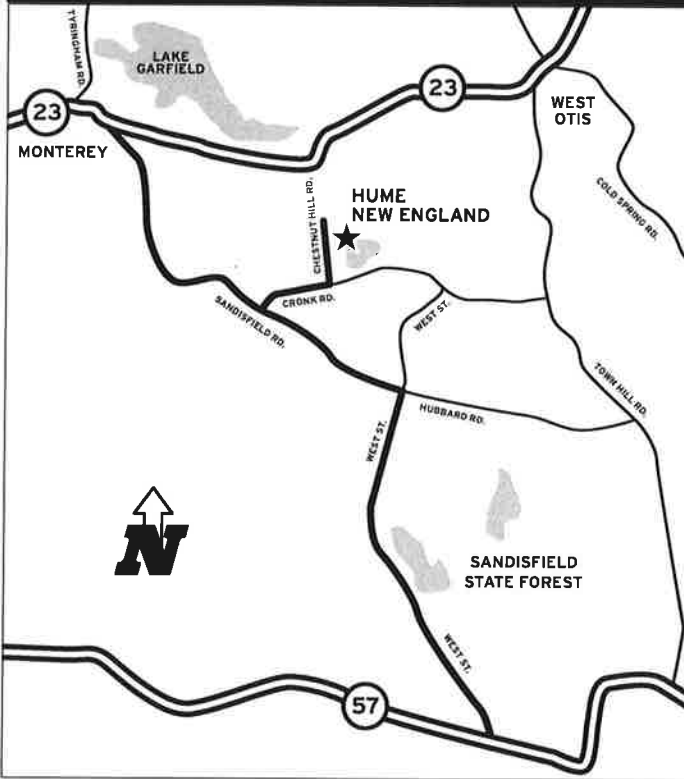 TYRINGHAM RD.
LAKE
GARFIELD
23
23
MONTEREY
WEST
OTIS
COLD SPRING RD.
CHESTNUT HILL RD.
HUME
NEW ENGLAND
CRONK RD.
SANDISFIELD RD.
WEST ST.
TOWN HILL RD.
HUBBARD RD.
WEST ST.
N
SANDISFIELD
STATE FOREST
WEST ST.
57